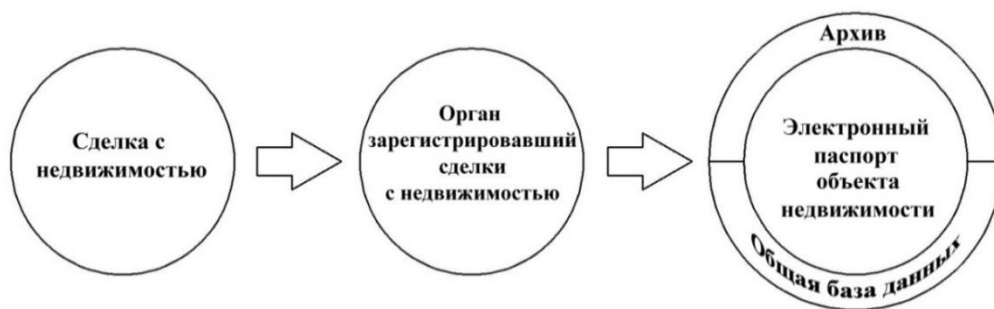 Сделка с
недвижимостью
Орган
зарегистрировавший
сделки
с недвижимостью
Архив
Электронный
паспорт
объекта
недвижимости
Общая база данных